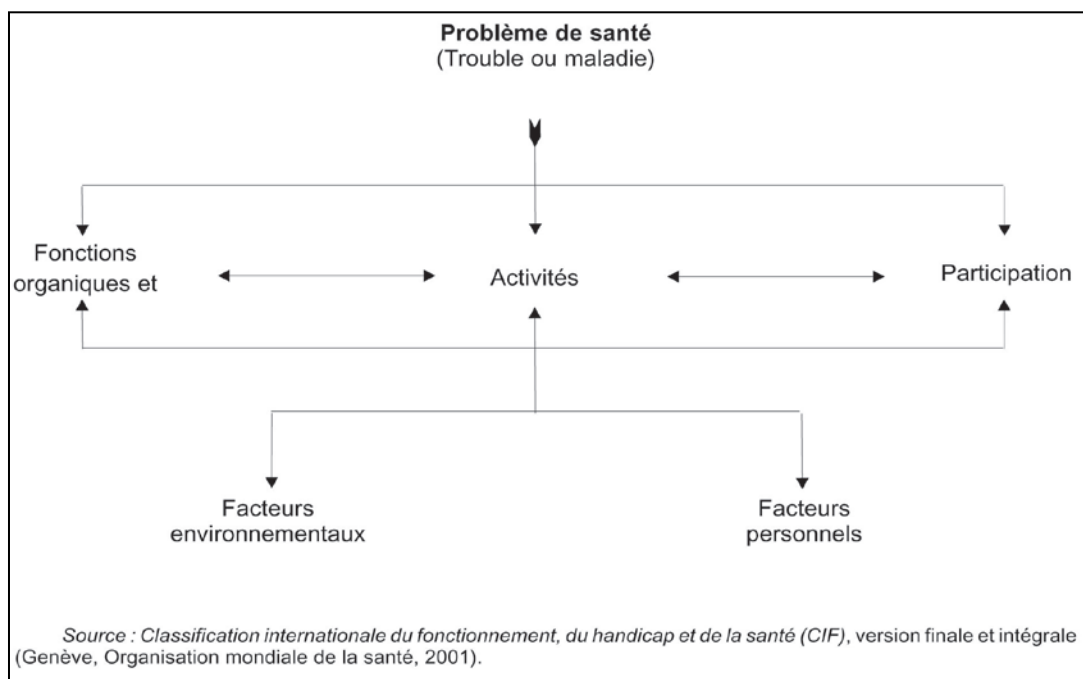 Problème de santé
(Trouble ou maladie)
Fonctions
organiques et
Activités
Participation
Facteurs
environnementaux
Facteurs
personnels
Source : Classification internationale du fonctionnement, du handicap et de la santé (CIF), version finale et intégrale
(Genève, Organisation mondiale de la santé, 2001).